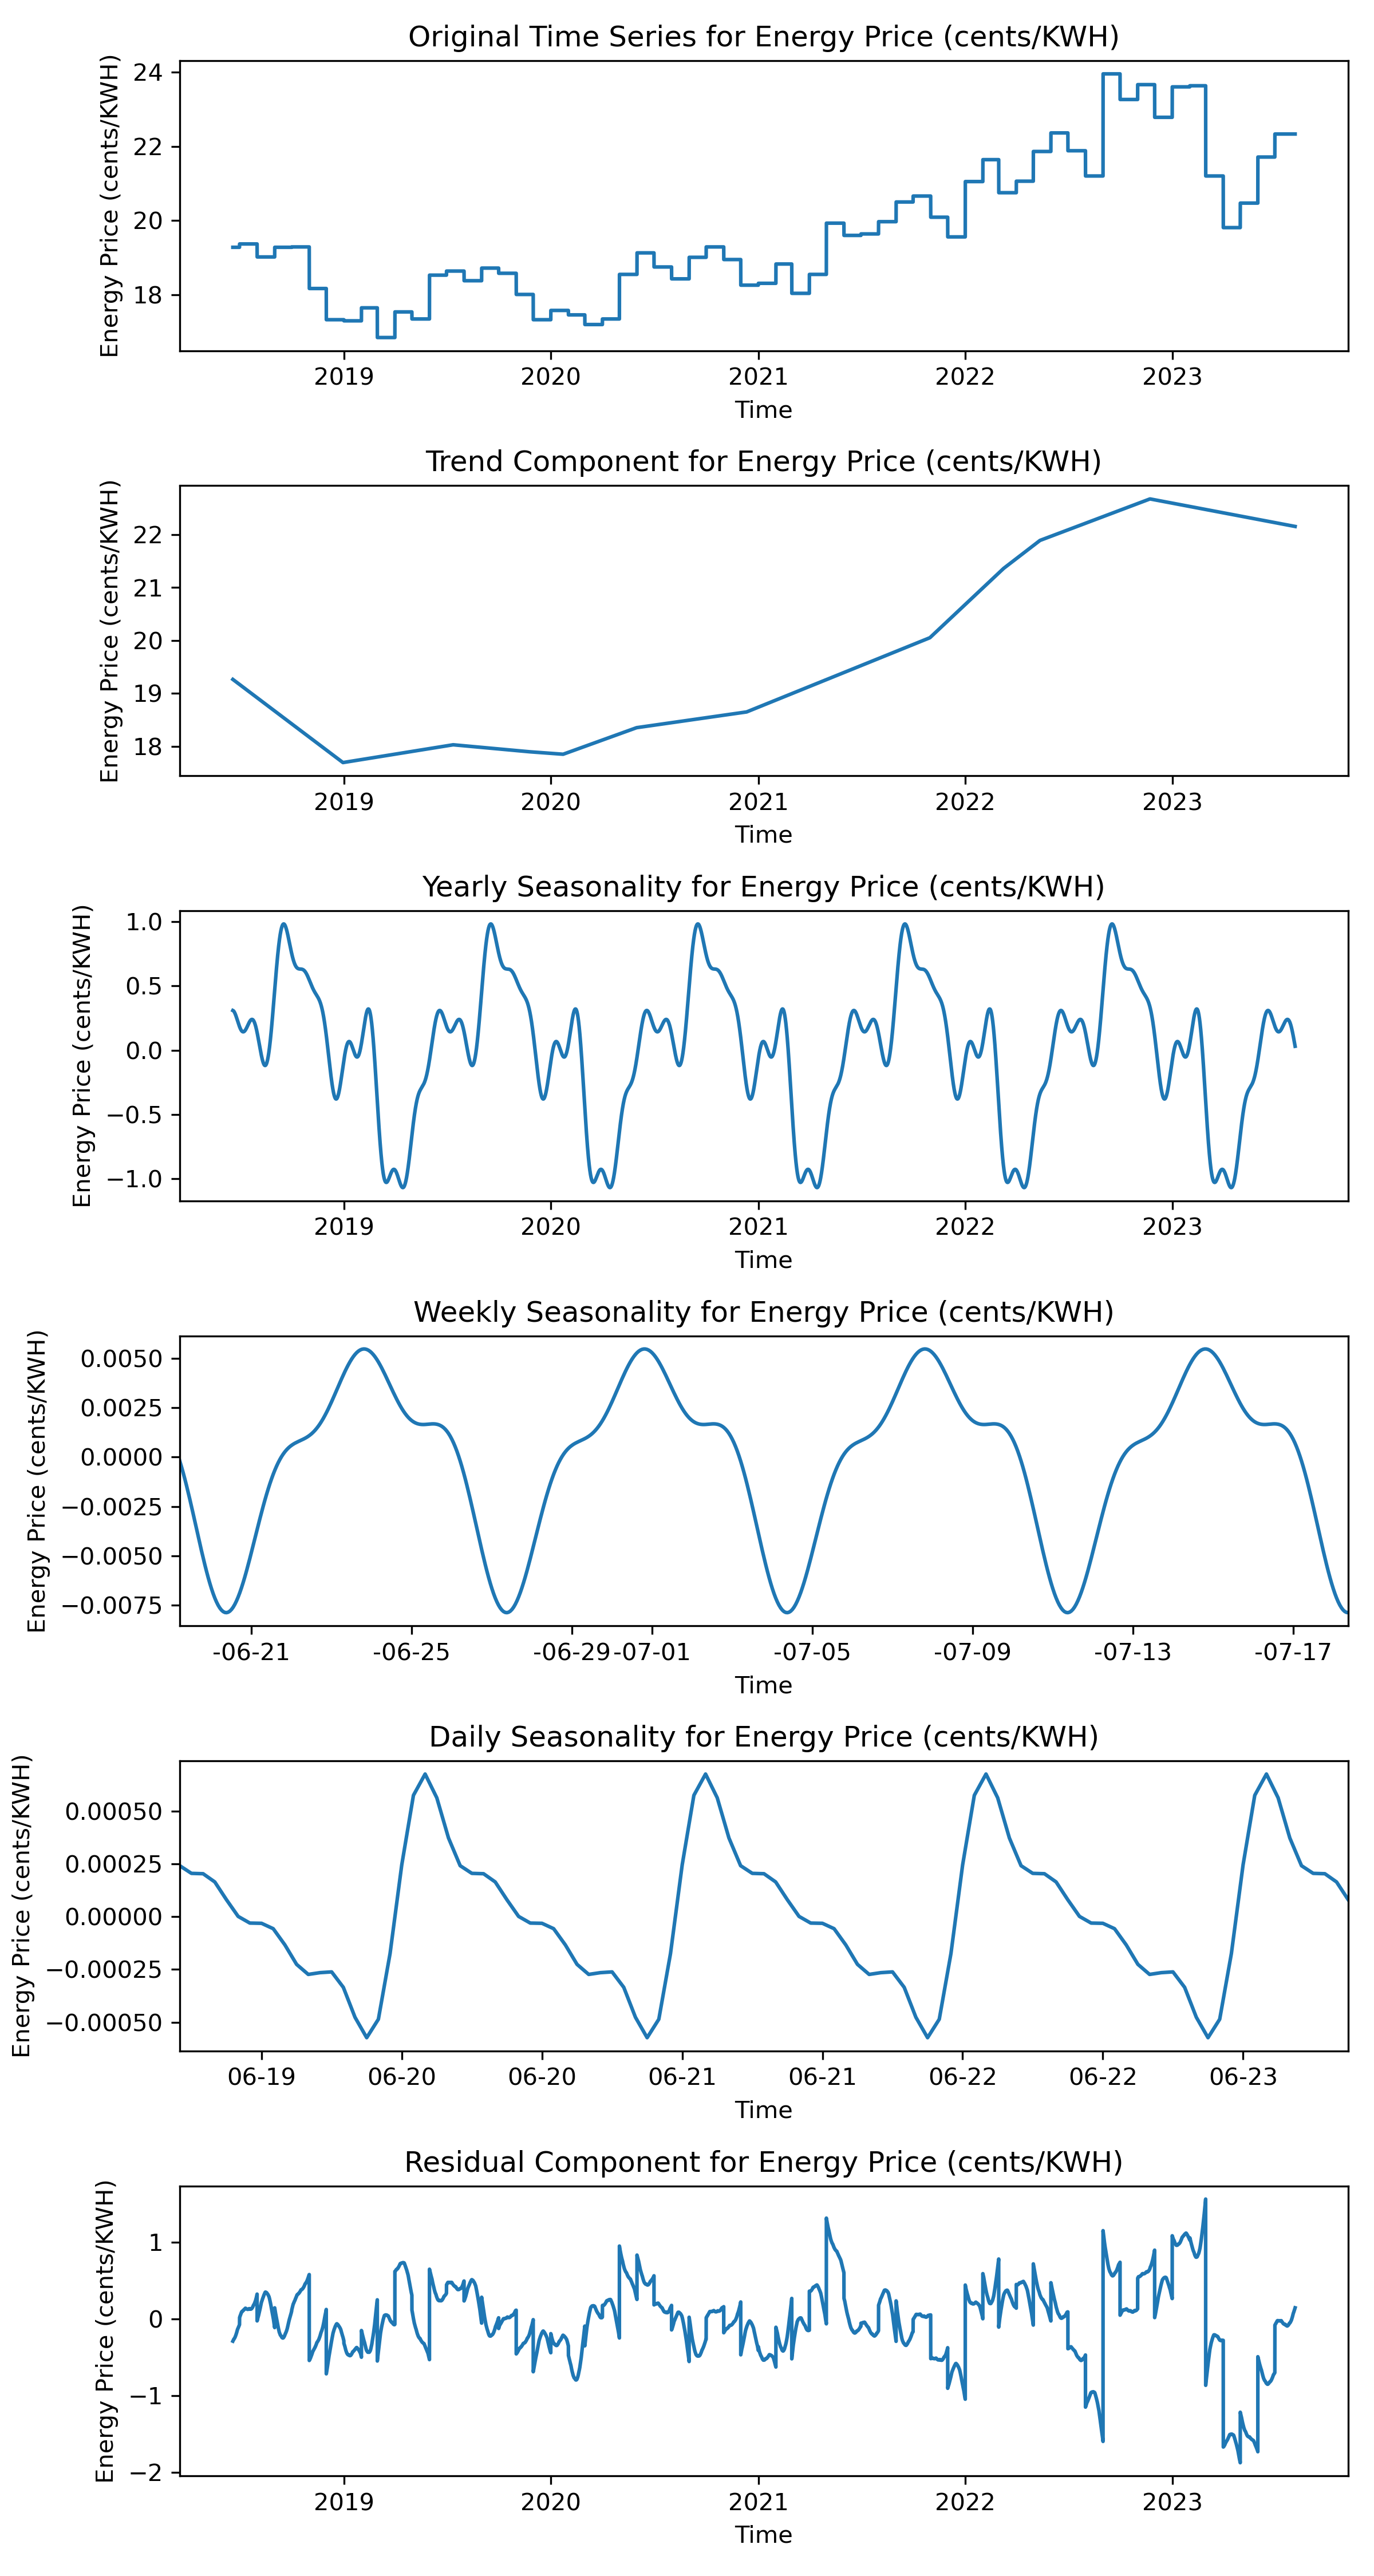 Original Time Series for Energy Price (cents/KWH)
Energy Price (cents/KWH)
24
22
20
18
2019 2020 2021 2022 2023
Time
Trend Component for Energy Price (cents/KWH)
Energy Price (cents/KWH)
22
21
20
19
18
2019 2020 2021 2022 2023
Time
Yearly Seasonality for Energy Price (cents/KWH)
Energy Price (cents/KWH)
1.0
0.5
0.0
−0.5
−1.0
2019 2020 2021 2022 2023
Time
Weekly Seasonality for Energy Price (cents/KWH)
Energy Price (cents/KWH)
0.0050
0.0025
0.0000
−0.0025
−0.0050
−0.0075
-06-21 -06-25 -06-29 -07-01 -07-05 -07-09 -07-13 -07-17
Time
Daily Seasonality for Energy Price (cents/KWH)
Energy Price (cents/KWH)
0.00050
0.00025
0.00000
−0.00025
−0.00050
06-19 06-20 06-20 06-21 06-21 06-22 06-22 06-23
Time
Residual Component for Energy Price (cents/KWH)
Energy Price (cents/KWH)
1
0
−1
−2
2019 2020 2021 2022 2023
Time